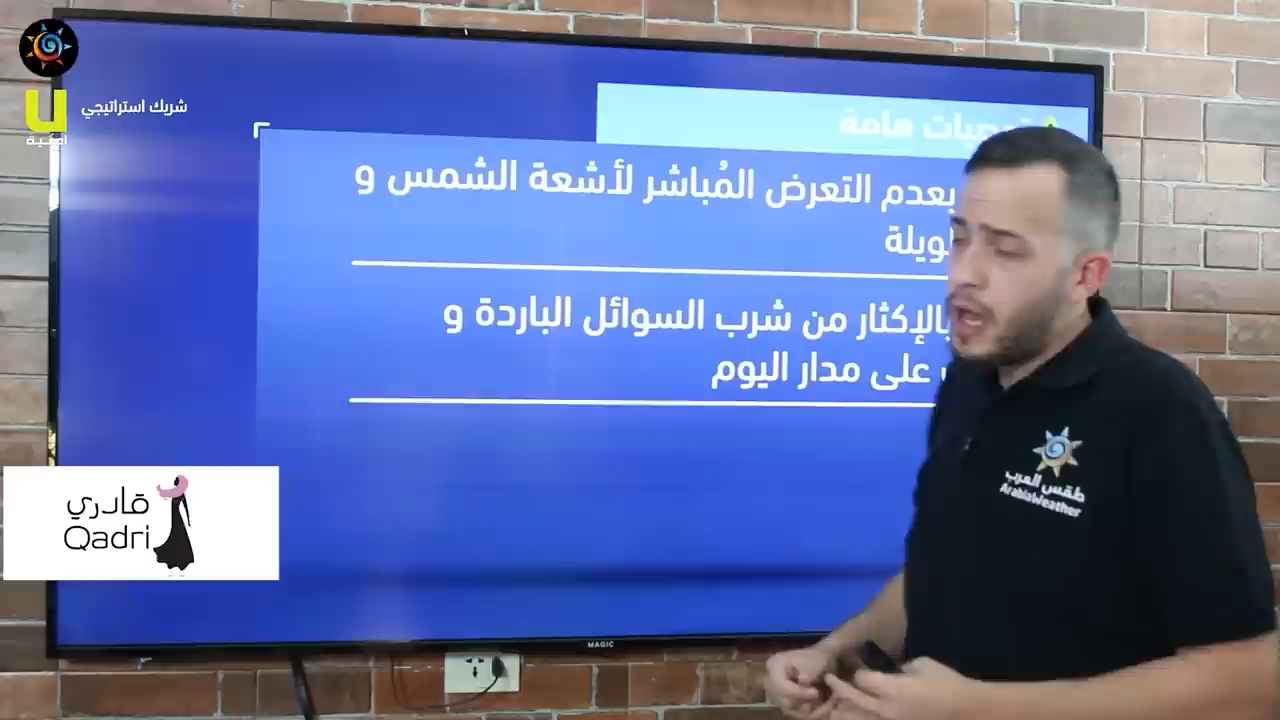 شريك استراتيجي
U
أمنية
هامة
بعدم التعرض المُباشر لأشعة الشمس و
بالإكثار من شرب السوائل الباردة و
على مدار اليوم
قادري
Qadri
طقس العرب
ArabiaWeather
MAGIC